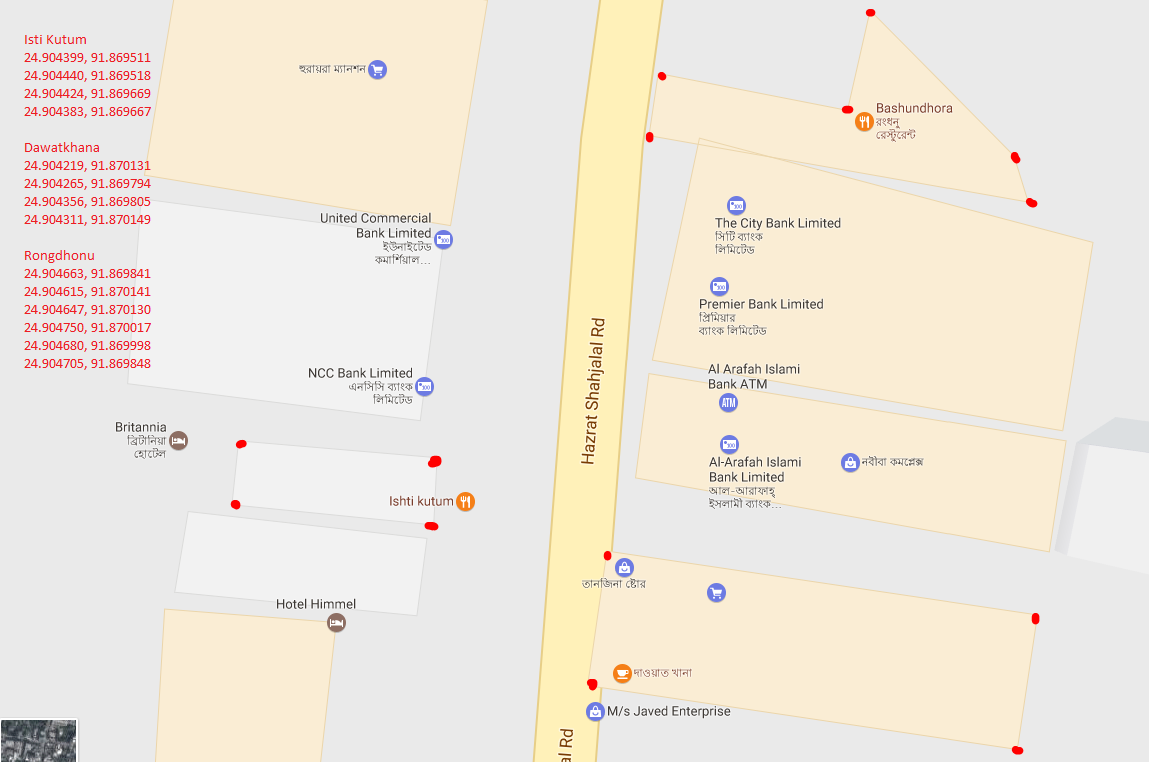 Isti Kutum
24.904399, 91.869511
24.904440, 91.869518
24.904424, 91.869669
24.904383, 91.869667
Dawatkhana
24.904219, 91.870131
24.904265, 91.869794
24.904356, 91.869805
24.904311, 91.870149
Rongdhonu
24.904663, 91.869841
24.904615, 91.870141
24.904647, 91.870130
24.904750, 91.870017
24.904680, 91.869998
24.904705, 91.869848
হুরায়রা ম্যানশন
United Commercial
Bank Limited
ইউনাইটেড
কমার্শিয়াল...
NCC Bank Limited
এনসিসি ব্যাংক
লিমিটেড
Britannia
ব্রিটানিয়া
হোটেল
Ishti kutum
Hotel Himmel
Hazrat Shahjalal Rd
al Rd
Bashundhora
রংধনু
রেস্টুরেন্ট
The City Bank Limited
সিটি ব্যাংক
লিমিটেড
Premier Bank Limited
প্রিমিয়ার
ব্যাংক লিমিটেড
Al Arafah Islami
Bank ATM
ATM
Al-Arafah Islami
Bank Limited
আল-আরাফাহ্
ইসলামী ব্যাংক...
নবীবা কমপ্লেক্স
তানজিনা ষ্টোর
দাওয়াত খানা
M/s Javed Enterprise